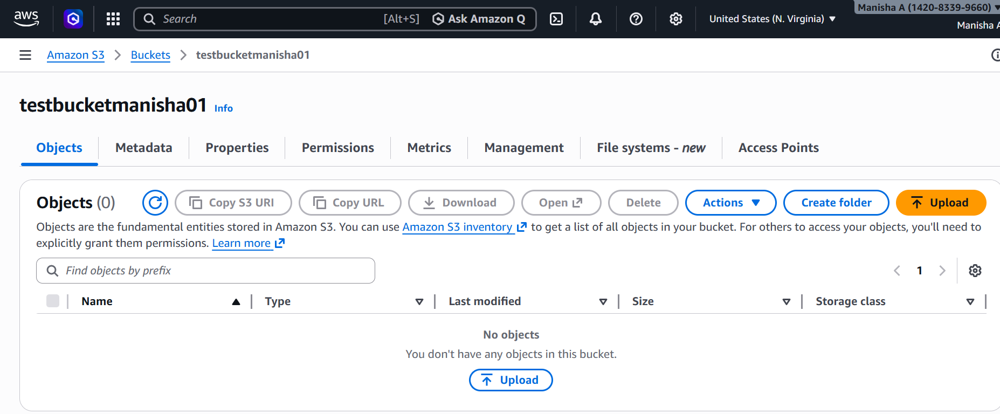 aws
Search [Alt+S] Ask Amazon Q
United States (N. Virginia)
Manisha A (1420-8339-9660)
Manisha A
Amazon S3 Buckets testbucketmanisha01
testbucketmanisha01 Info
Objects Metadata Properties Permissions Metrics Management File systems - new Access Points
Objects (0) Copy S3 URI Copy URL Download Open Delete Actions Create folder Upload
Objects are the fundamental entities stored in Amazon S3. You can use Amazon S3 inventory to get a list of all objects in your bucket. For others to access your objects, you'll need to
explicitly grant them permissions. Learn more
Find objects by prefix 1
Name Type Last modified Size Storage class
No objects
You don't have any objects in this bucket.
Upload